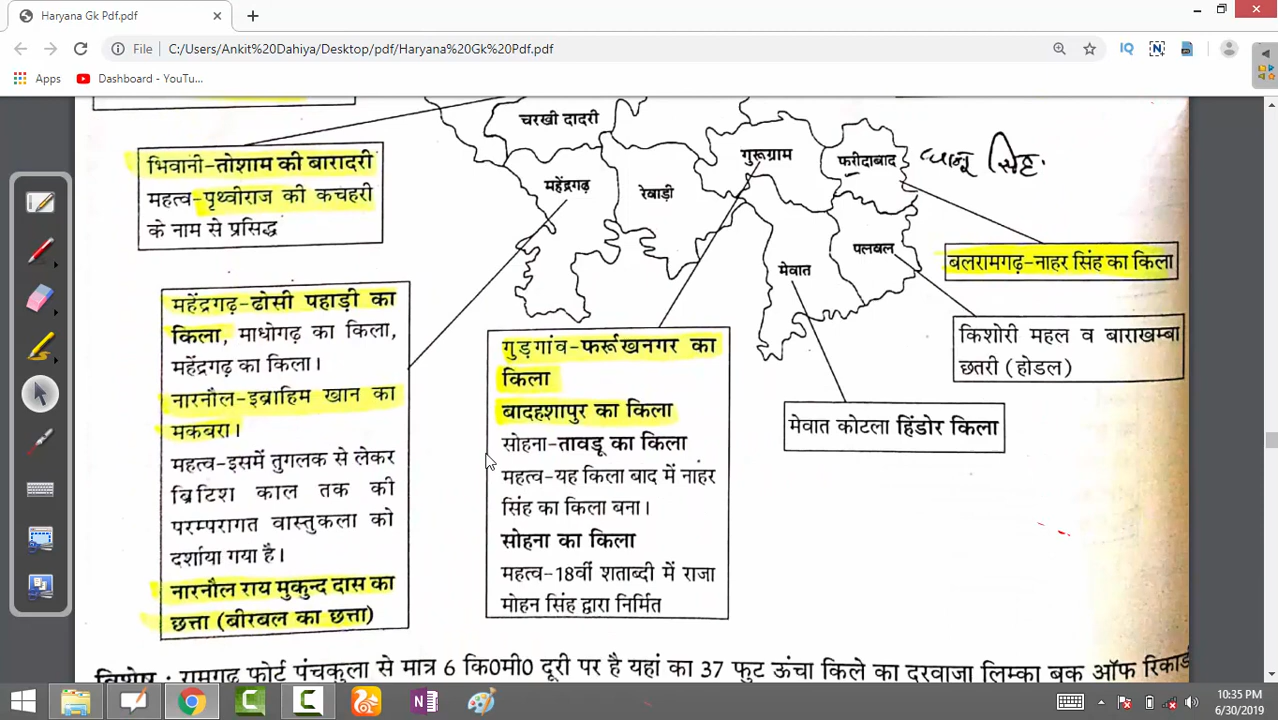 Haryana Gk Pdf.pdf
File
C:/Users/Ankit%20Dahiya/Desktop/pdf/Haryana%20Gk%20Pdf.pdf
Apps
Dashboard - YouTu...
चरखी दादरी
गुरूग्राम
फरीदाबाद
महेंद्रगढ़
रेवाड़ी
पलवल
मेवात
भिवानी-तोशाम की बारादरी
महत्व-पृथ्वीराज की कचहरी
के नाम से प्रसिद्ध
बलरामगढ़-नाहर सिंह का किला
महेंद्रगढ़-ढोसी पहाड़ी का
किला, माधोगढ़ का किला,
महेंद्रगढ़ का किला।
नारनौल-इब्राहिम खान का
मकबरा।
महत्व-इसमें तुगलक से लेकर
ब्रिटिश काल तक की
परम्परागत वास्तुकला को
दर्शाया गया है।
नारनौल राय मुकुन्द दास का
छत्ता (बीरबल का छत्ता)
गुड़गांव-फर्रूखनगर का
किला
बादहशापुर का किला
सोहना-तावडू का किला
महत्व-यह किला बाद में नाहर
सिंह का किला बना।
सोहना का किला
महत्व-18वीं शताब्दी में राजा
मोहन सिंह द्वारा निर्मित
किशोरी महल व बाराखम्बा
छतरी (होडल)
मेवात कोटला हिंडोर किला
विशेष : रामगढ़ फोर्ट पंचकुला से मात्र 6 कि0मी0 दूरी पर है यहां का 37 फुट ऊंचा किले का दरवाजा लिम्का बुक ऑफ रिकार्ड
10:35 PM
6/30/2019